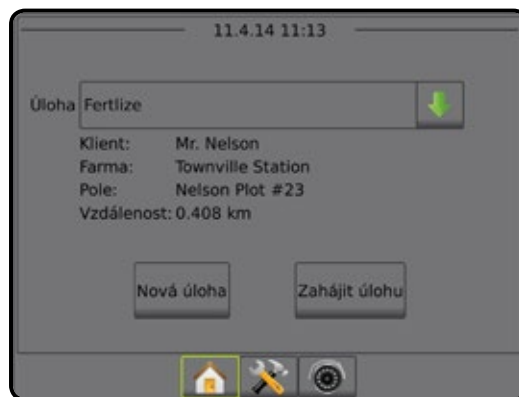 11.4.14 11:13
Úloha Fertlize
Klient: Mr. Nelson
Farma: Townville Station
Pole: Nelson Plot #23
Vzdálenost: 0.408 km
Nová úloha Zahájit úlohu